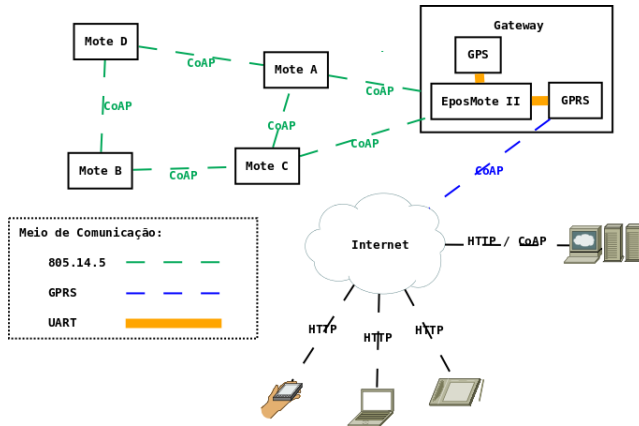 Gateway
GPS
Mote D
CoAP
Mote A
CoAP
EposMote II
GPRS
CoAP
CoAP
CoAP
Mote B
CoAP
Mote C
CoAP
Meio de Comunicação:
805.14.5
GPRS
UART
Internet
HTTP / CoAP
HTTP
HTTP
HTTP